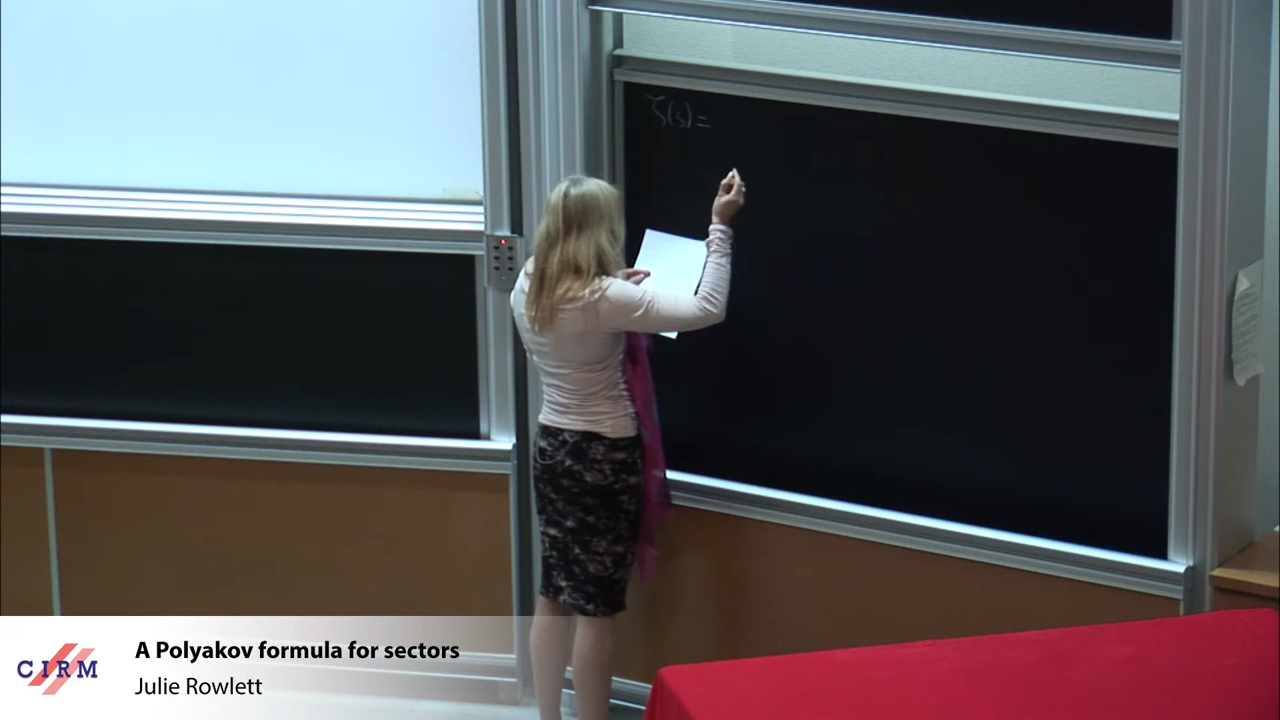 ζ(s) =
CIRM
A Polyakov formula for sectors
Julie Rowlett